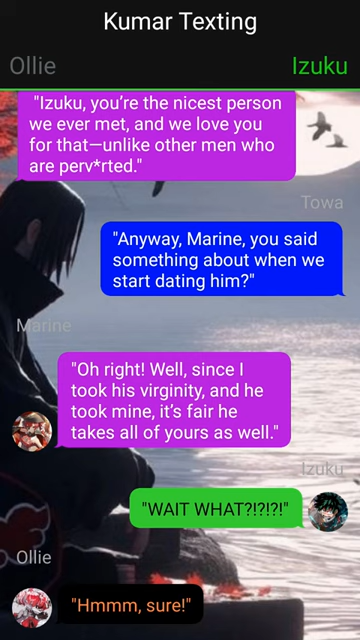 Kumar Texting
Ollie
Izuku
"Izuku, you're the nicest person
we ever met, and we love you
for that—unlike other men who
are perv*rted."
Towa
"Anyway, Marine, you said
something about when we
start dating him?"
Marine
"Oh right! Well, since I
took his virginity, and he
took mine, it's fair he
takes all of yours as well."
Izuku
"WAIT WHAT?!?!?!"
Ollie
"Hmmm, sure!"